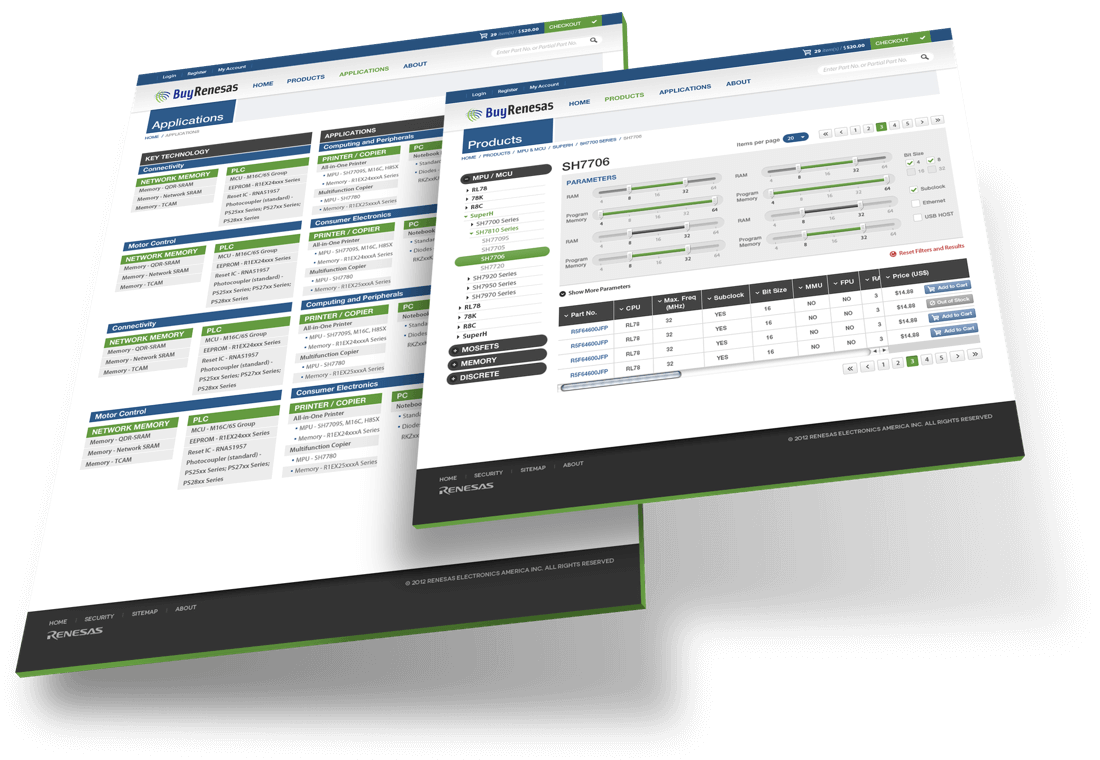 Login Register My Account
20 item(s) / $520.00 CHECKOUT
BuyRenesas
HOME PRODUCTS APPLICATIONS ABOUT
Enter Part No. or Partial Part No.
Applications
HOME / APPLICATIONS
KEY TECHNOLOGY
Connectivity
NETWORK MEMORY
Memory - QDR-SRAM
Memory - Network SRAM
Memory - TCAM
PLC
MCU - M16C/6S Group
EEPROM - R1EX24xxx Series
Reset IC - RNA51957
Photocoupler (standard) -
PS25xx Series; PS27xx Series;
PS28xx Series
Motor Control
NETWORK MEMORY
Memory - QDR-SRAM
Memory - Network SRAM
Memory - TCAM
PLC
MCU - M16C/6S Group
EEPROM - R1EX24xxx Series
Reset IC - RNA51957
Photocoupler (standard) -
PS25xx Series; PS27xx Series;
PS28xx Series
Connectivity
NETWORK MEMORY
Memory - QDR-SRAM
Memory - Network SRAM
Memory - TCAM
PLC
MCU - M16C/6S Group
EEPROM - R1EX24xxx Series
Reset IC - RNA51957
Photocoupler (standard) -
PS25xx Series; PS27xx Series;
PS28xx Series
Motor Control
NETWORK MEMORY
Memory - QDR-SRAM
Memory - Network SRAM
Memory - TCAM
PLC
MCU - M16C/6S Group
EEPROM - R1EX24xxx Series
Reset IC - RNA51957
Photocoupler (standard) -
PS25xx Series; PS27xx Series;
PS28xx Series
APPLICATIONS
Computing and Peripherals
PRINTER / COPIER
All-in-One Printer
• MPU - SH7709S, M16C, H8SX
• Memory - R1EX24xxxA Series
Multifunction Copier
• MPU - SH7780
• Memory - R1EX25xxxA Series
PC
Notebook/
• Standar
• Diodes
RKZxxK
Consumer Electronics
PRINTER / COPIER
All-in-One Printer
• MPU - SH7709S, M16C, H8SX
• Memory - R1EX24xxxA Series
Multifunction Copier
• MPU - SH7780
• Memory - R1EX25xxxA Series
PC
Notebook
• Standa
• Diodes
RKZxxK
Computing and Peripherals
PRINTER / COPIER
All-in-One Printer
• MPU - SH7709S, M16C, H8SX
• Memory - R1EX24xxxA Series
Multifunction Copier
• MPU - SH7780
• Memory - R1EX25xxxA Series
PC
Notebook
• Standa
• Diodes
RKZxx
Consumer Electronics
PRINTER / COPIER
All-in-One Printer
• MPU - SH7709S, M16C, H8SX
• Memory - R1EX24xxxA Series
Multifunction Copier
• MPU - SH7780
• Memory - R1EX25xxxA Series
PC
Noteboo
• Standa
• Diode
RKZxx
HOME SECURITY SITEMAP ABOUT
© 2012 RENESAS ELECTRONICS AMERICA INC. ALL RIGHTS RESERVED
RENESAS
Login Register My Account
20 item(s) / $520.00 CHECKOUT
BuyRenesas
HOME PRODUCTS APPLICATIONS ABOUT
Enter Part No. or Partial Part No.
Products
HOME / PRODUCTS / MPU & MCU / SUPERH / SH7700 SERIES / SH7706
Items per page 20
« ‹ 1 2 3 4 5 › »
MPU / MCU
RL78
78K
R8C
SuperH
SH7700 Series
SH7810 Series
SH7709S
SH7705
SH7706
SH7720
SH7920 Series
SH7950 Series
SH7970 Series
RL78
78K
R8C
SuperH
MOSFETS
MEMORY
DISCRETE
SH7706
PARAMETERS
RAM
4 8 16 32 64
Program Memory
4 8 16 32 64
RAM
4 8 16 32 64
Program Memory
4 8 16 32 64
RAM
4 8 16 32 64
Program Memory
4 8 16 32 64
RAM
4 8 16 32 64
Program Memory
4 8 16 32 64
Bit Size
4 8
16 32
Subclock
Ethernet
USB HOST
Reset Filters and Results
Show More Parameters
Part No. CPU Max. Freq (MHz) Subclock Bit Size MMU FPU RA Price (US$)
R5F64600JFP RL78 32 YES 16 NO NO 3 $14.88 Add to Cart
R5F64600JFP RL78 32 YES 16 NO NO 3 $14.88 Out of Stock
R5F64600JFP RL78 32 YES 16 NO NO 3 $14.88 Add to Cart
R5F64600JFP RL78 32 YES 16 NO NO 3 $14.88 Add to Cart
« ‹ 1 2 3 4 5 › »
© 2012 RENESAS ELECTRONICS AMERICA INC. ALL RIGHTS RESERVED
HOME SECURITY SITEMAP ABOUT
RENESAS